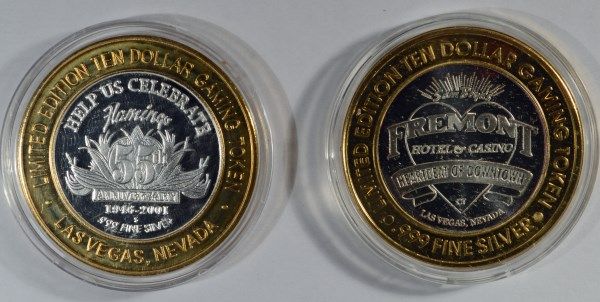 LIMITED EDITION TEN DOLLAR GAMING TOKEN
HELP US CELEBRATE
Flamingo
55th
ANNIVERSARY
1946-2001
S
.999 FINE SILVER
LAS VEGAS, NEVADA
LIMITED EDITION TEN DOLLAR GAMING TOKEN
FREMONT
HOTEL & CASINO
HEARTBEAT OF DOWNTOWN
LAS VEGAS, NEVADA
.999 FINE SILVER